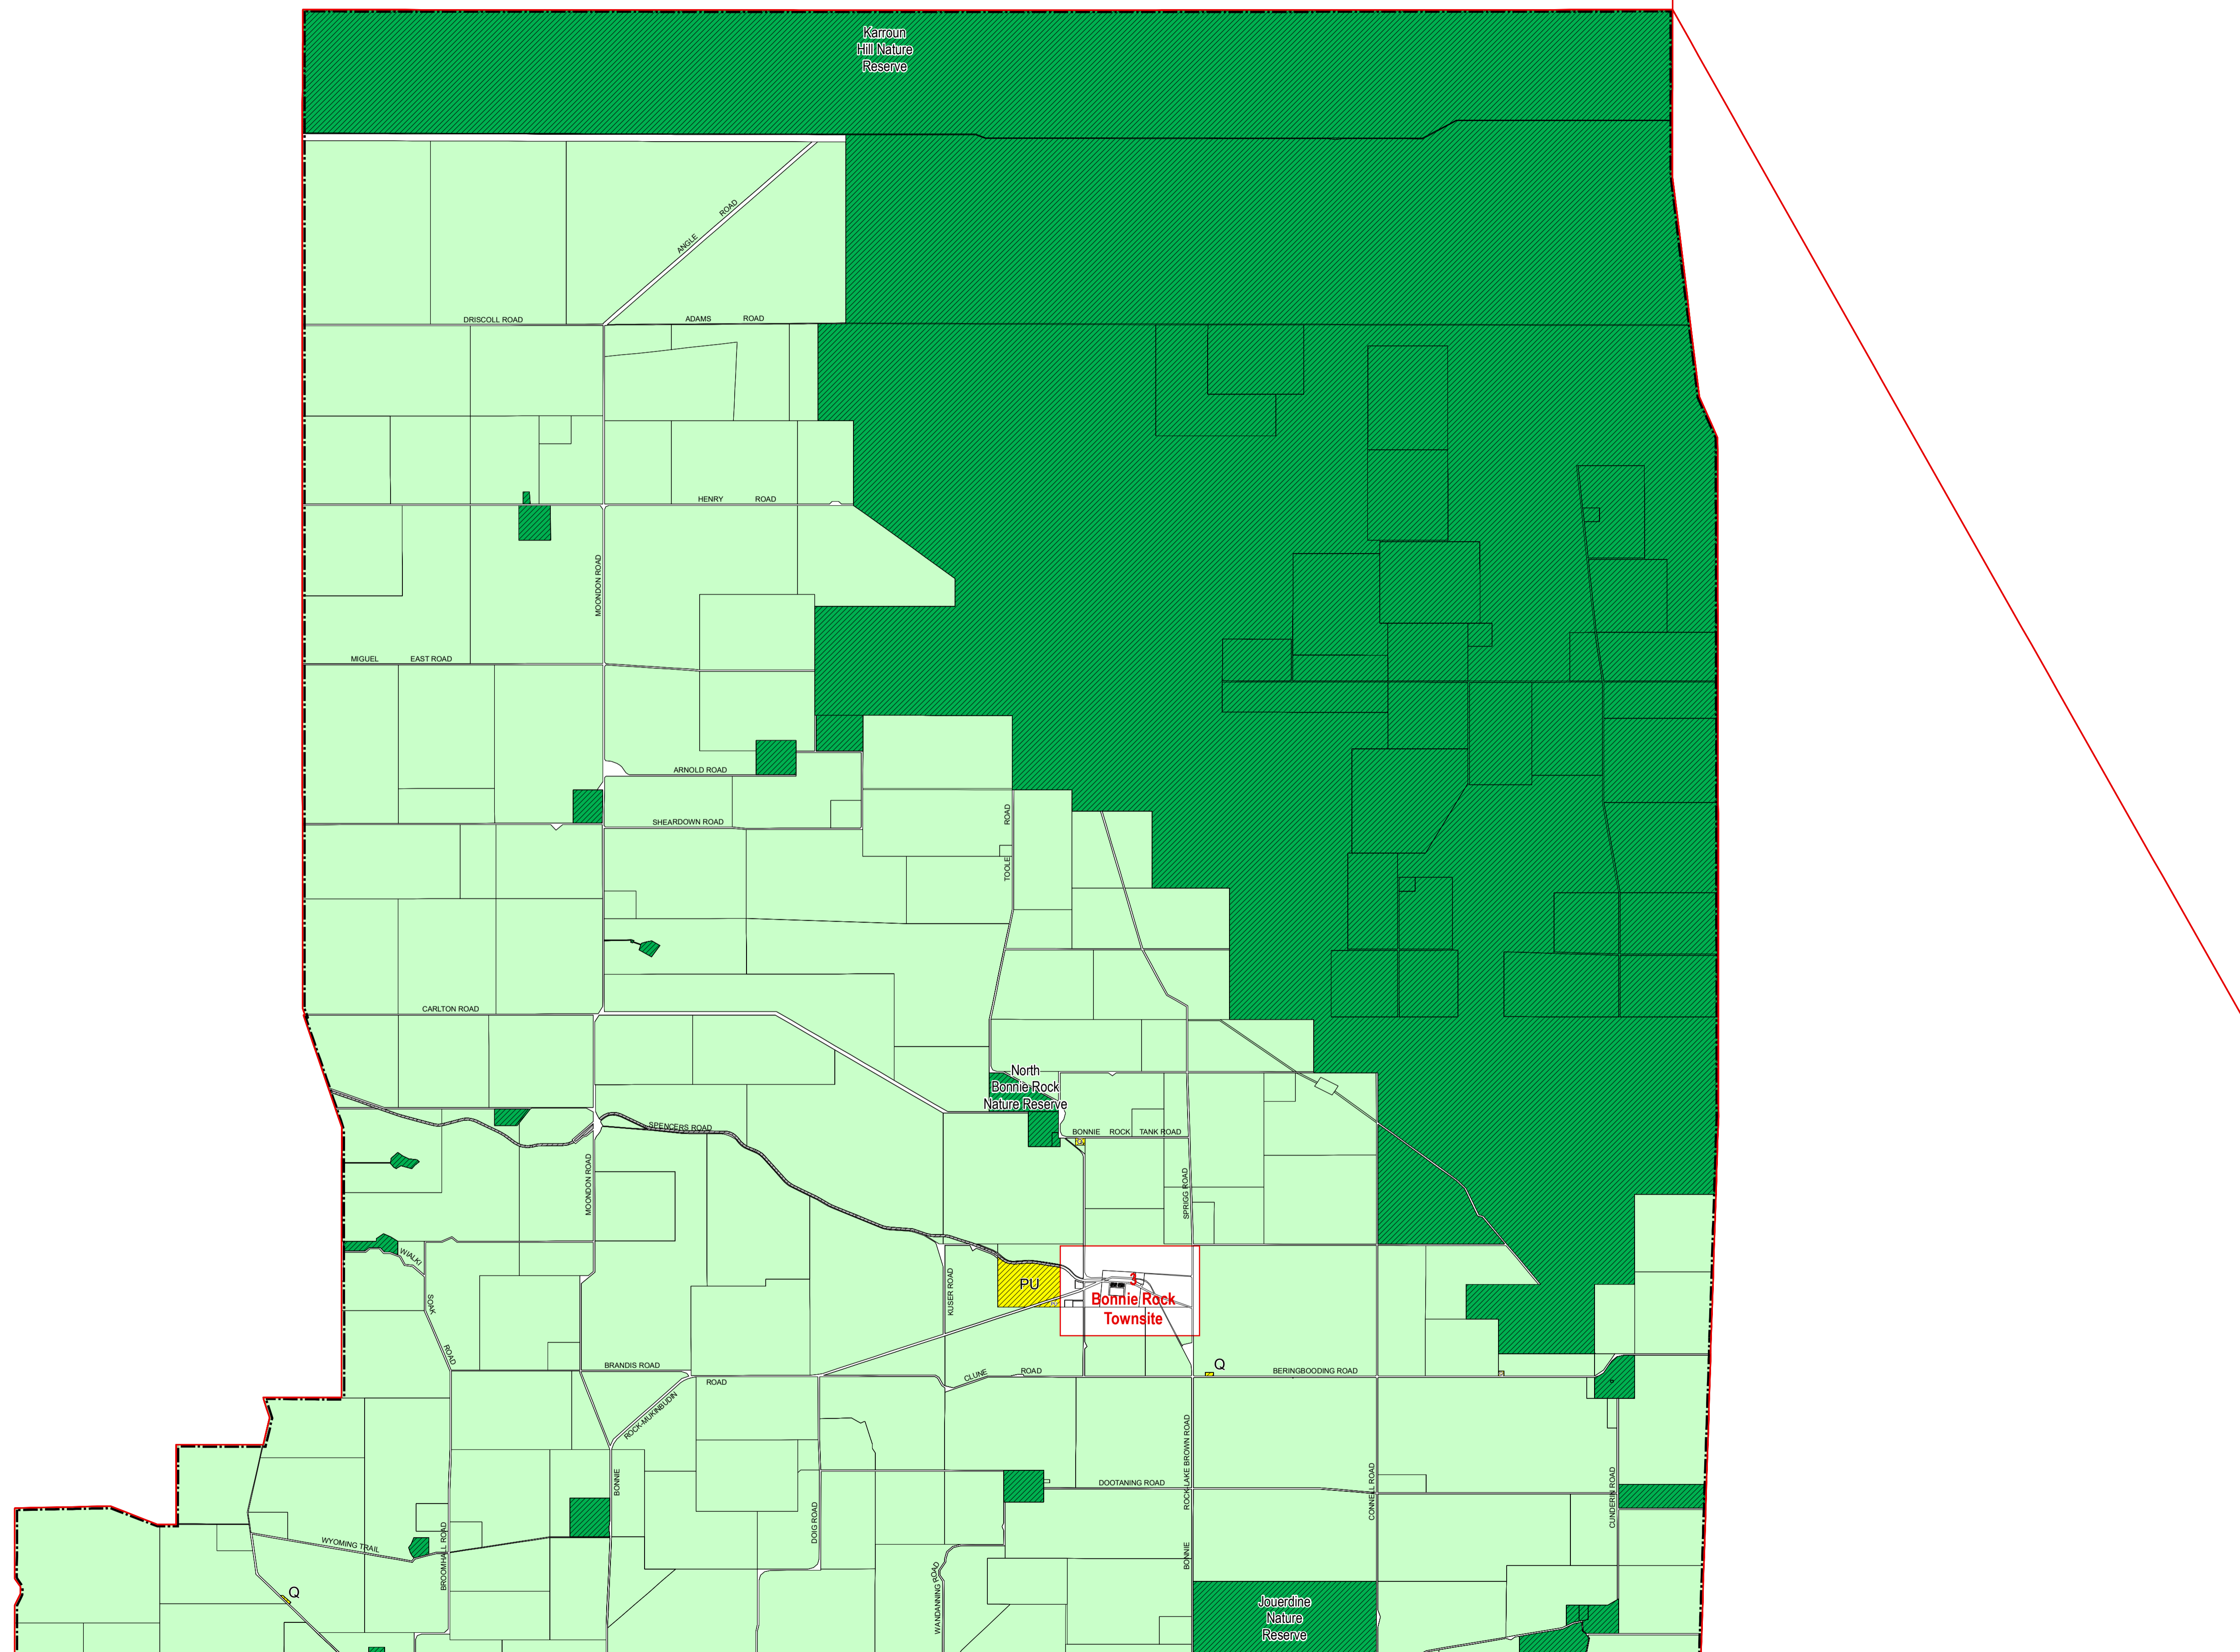 Karroun
Hill Nature
Reserve
ANGLE ROAD
DRISCOLL ROAD
ADAMS ROAD
HENRY ROAD
MOONDON ROAD
MIGUEL EAST ROAD
ARNOLD ROAD
SHEARDOWN ROAD
TOOLE ROAD
CARLTON ROAD
North
Bonnie Rock
Nature Reserve
SPENCERS ROAD
BONNIE ROCK TANK ROAD
MOONDON ROAD
SPRIGG ROAD
WIALKI SOAK ROAD
KUSER ROAD
PU
3
Bonnie Rock
Townsite
BRANDIS ROAD
CLUNE ROAD
Q
BERINGBOODING ROAD
BONNIE ROCK-MUKINBUDIN ROAD
BONNIE ROCK-LAKE BROWN ROAD
DOOTANING ROAD
CONNELL ROAD
CUNDERIN ROAD
DOIG ROAD
WYOMING TRAIL
BROOMHALL ROAD
WANDANNING ROAD
Q
Jouerdine
Nature
Reserve